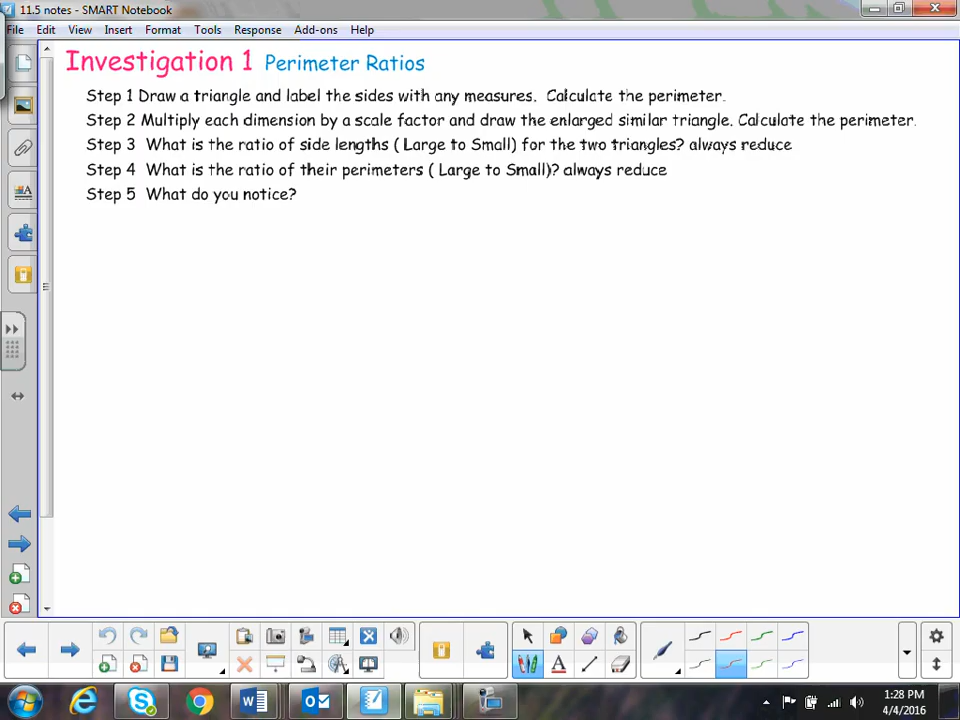 11.5 notes - SMART Notebook
File Edit View Insert Format Tools Response Add-ons Help
Investigation 1 Perimeter Ratios
Step 1 Draw a triangle and label the sides with any measures. Calculate the perimeter.
Step 2 Multiply each dimension by a scale factor and draw the enlarged similar triangle. Calculate the perimeter.
Step 3 What is the ratio of side lengths ( Large to Small) for the two triangles? always reduce
Step 4 What is the ratio of their perimeters ( Large to Small)? always reduce
Step 5 What do you notice?
1:28 PM
4/4/2016